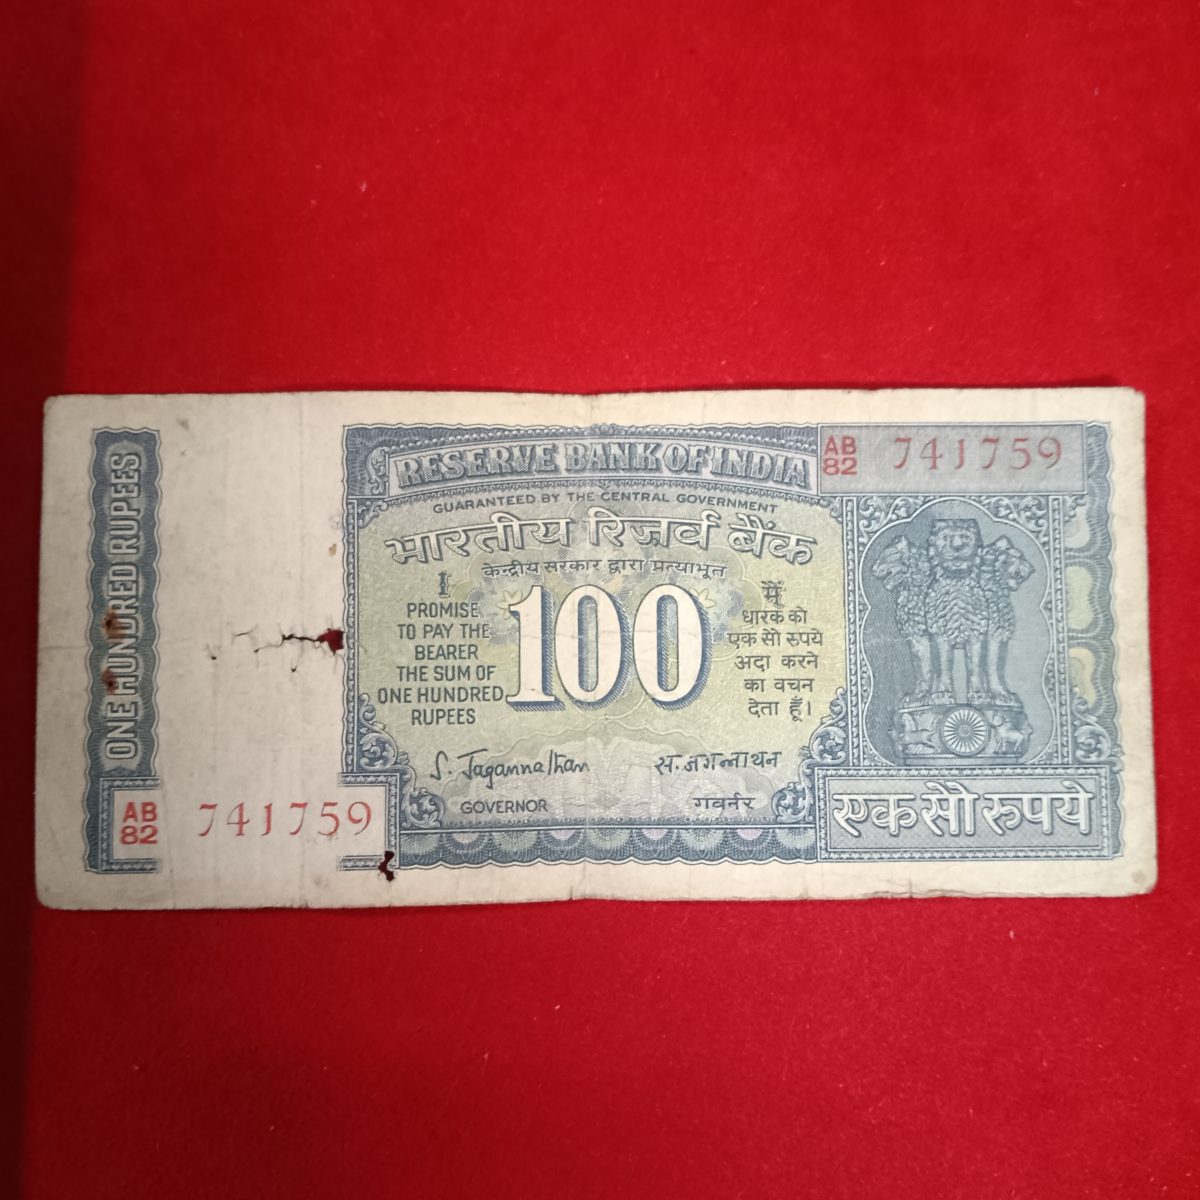 ONE HUNDRED RUPEES
RESERVE BANK OF INDIA
AB
82
741759
GUARANTEED BY THE CENTRAL GOVERNMENT
भारतीय रिज़र्व बैंक
केन्द्रीय सरकार द्वारा प्रत्याभूत
I
PROMISE
TO PAY THE
BEARER
THE SUM OF
ONE HUNDRED
RUPEES
100
मैं
धारक को
एक सौ रुपये
अदा करने
का वचन
देता हूँ।
S. Jagannathan
स. जगन्नाथन
GOVERNOR
गवर्नर
AB
82
741759
एक सौ रुपये